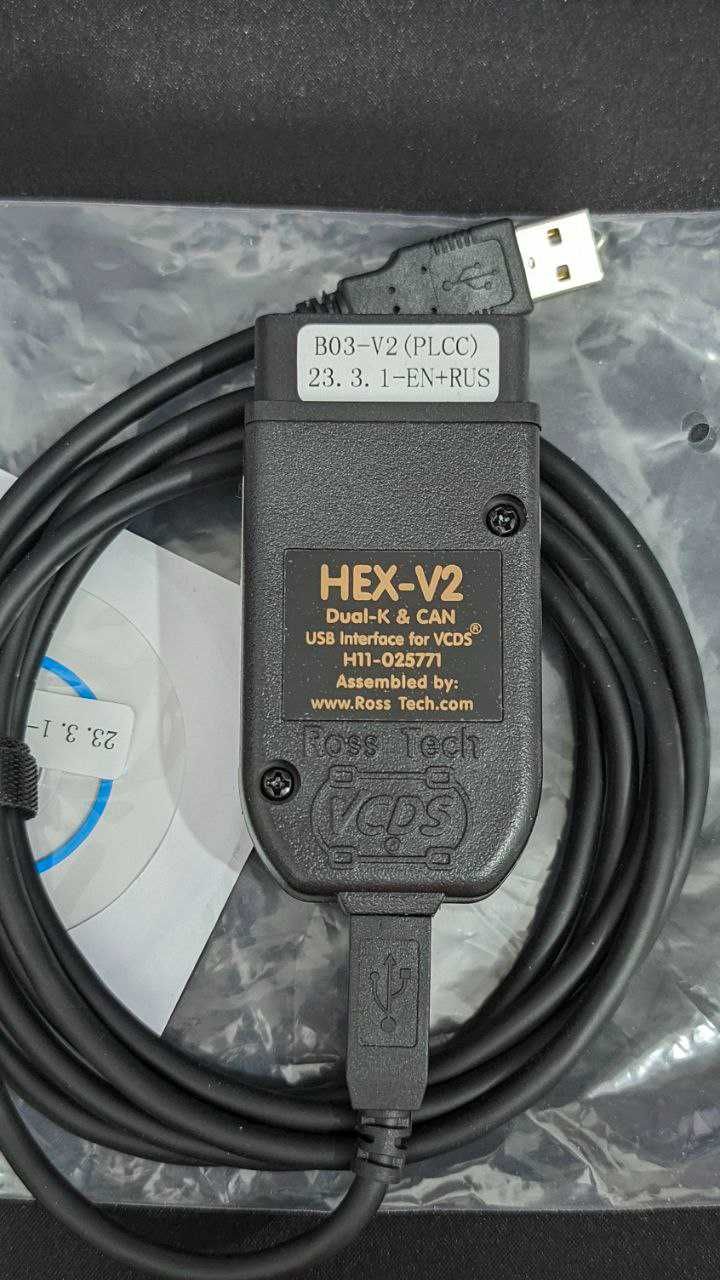 B03-V2(PLCC)
23.3.1-EN+RUS
HEX-V2
Dual-K & CAN
USB Interface for VCDS®
H11-025771
Assembled by:
www.Ross Tech.com
Ross Tech
VCDS
®
23.3.1-